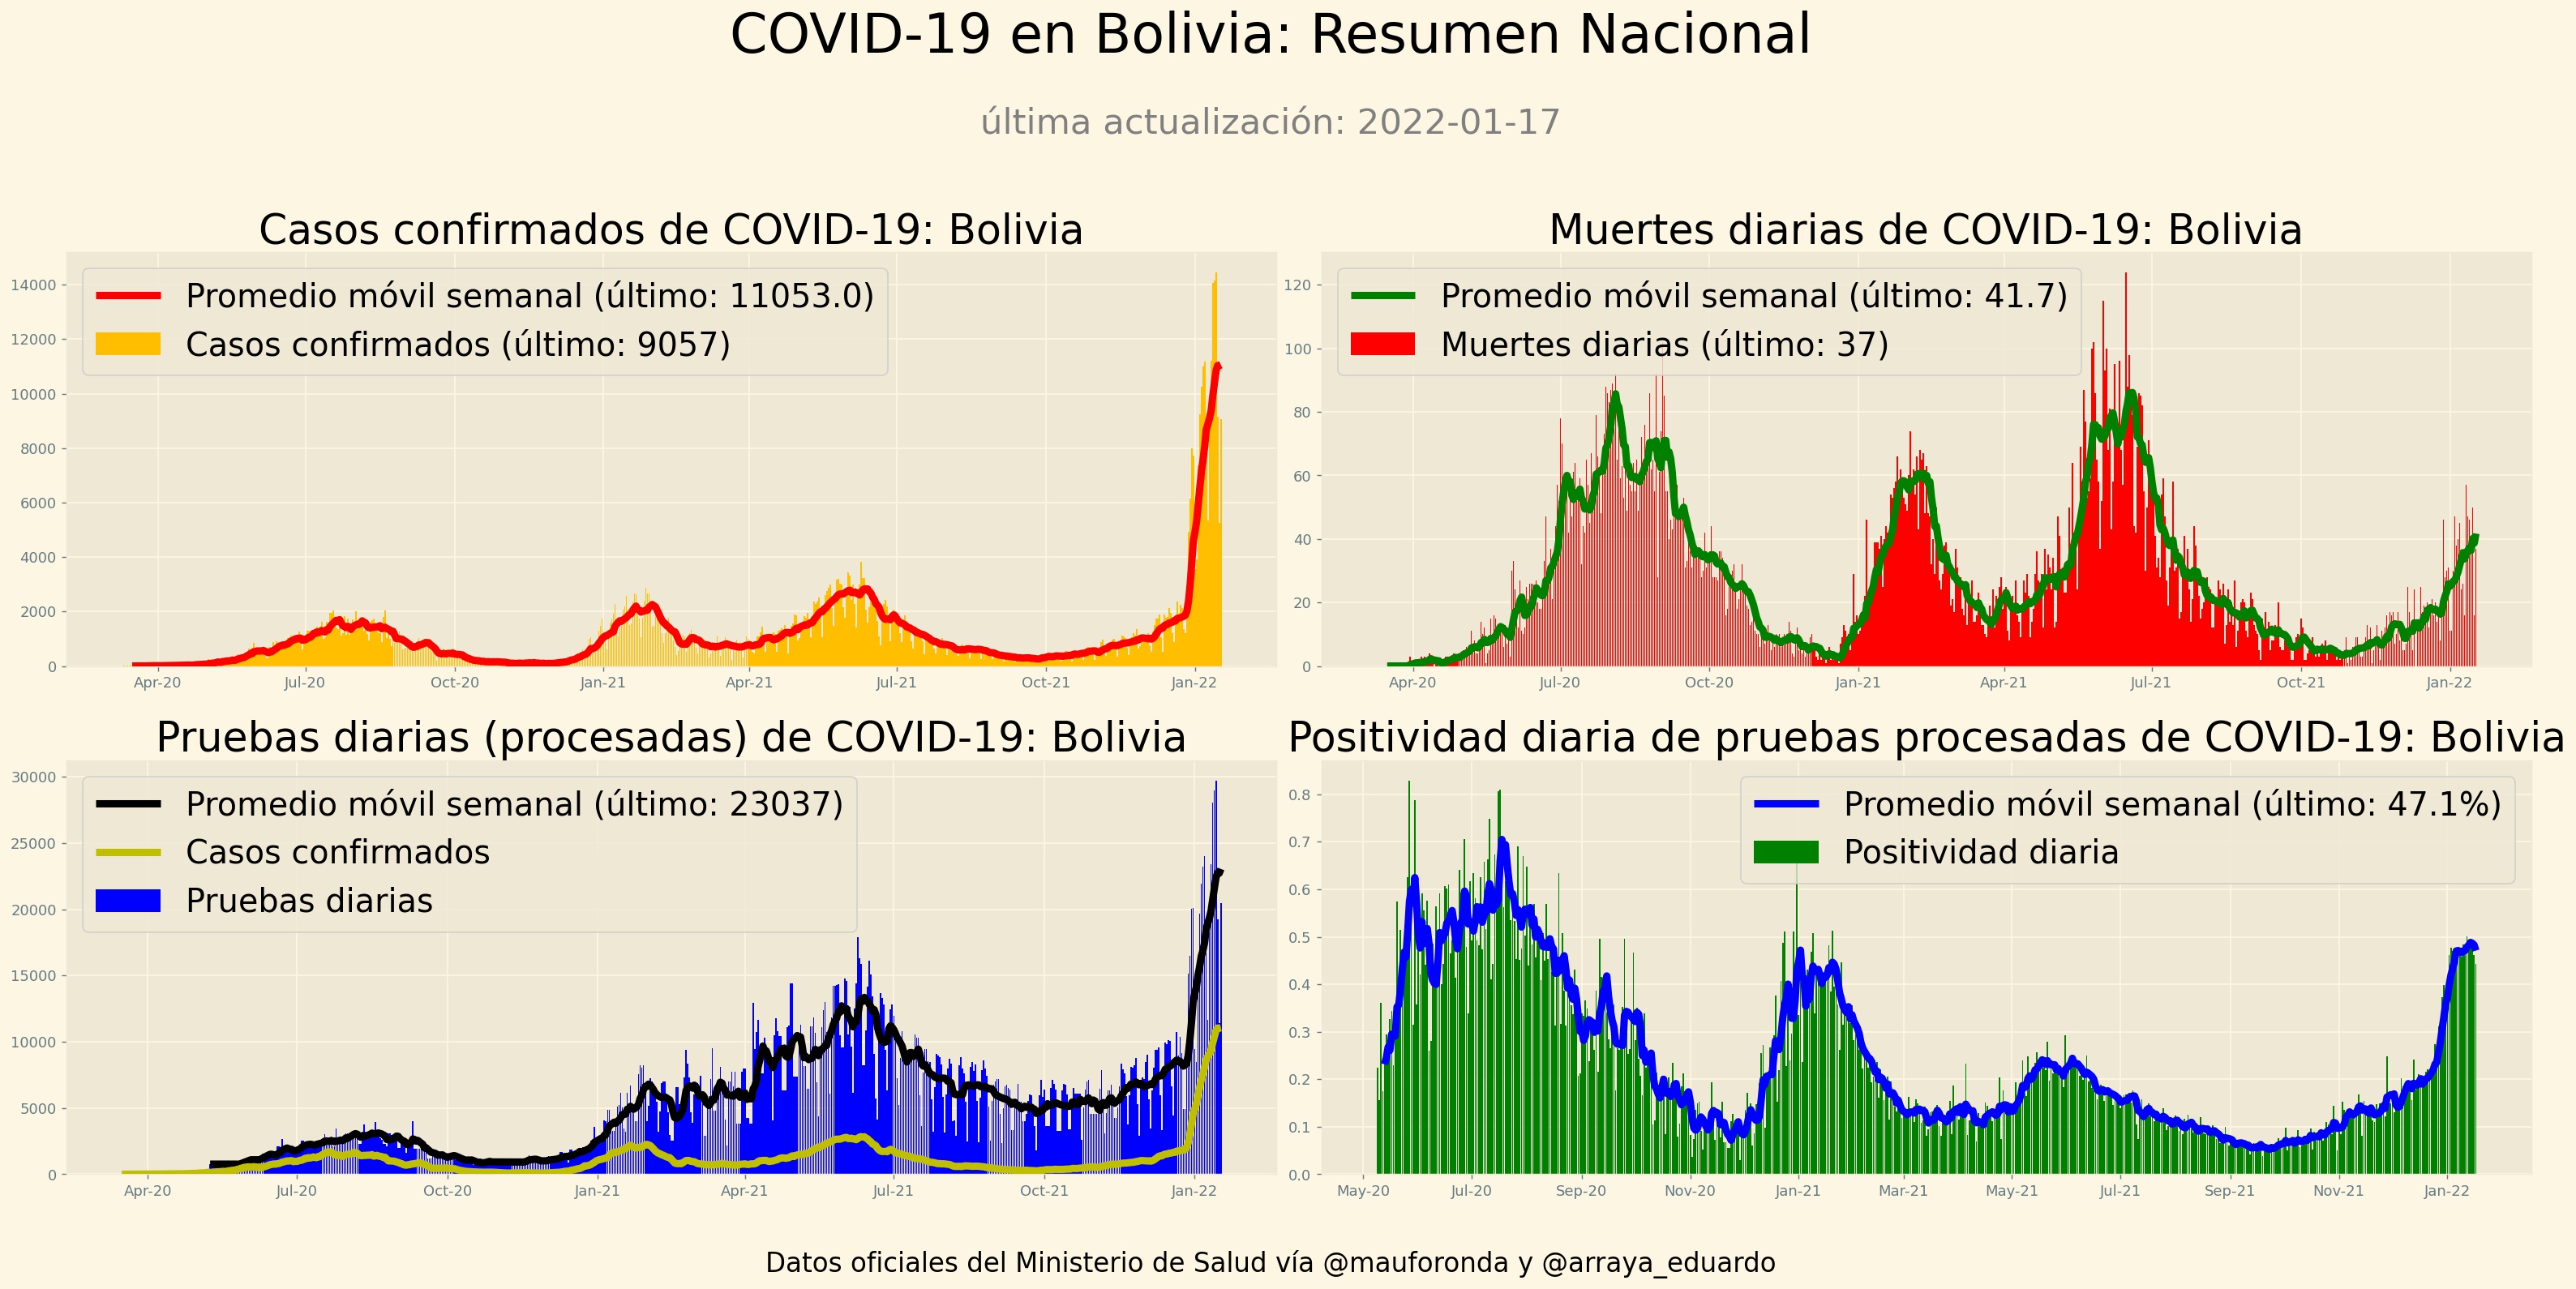 COVID-19 en Bolivia: Resumen Nacional
última actualización: 2022-01-17
Casos confirmados de COVID-19: Bolivia
Promedio móvil semanal (último: 11053.0)
Casos confirmados (último: 9057)
14000
12000
10000
8000
6000
4000
2000
0
Apr-20 Jul-20 Oct-20 Jan-21 Apr-21 Jul-21 Oct-21 Jan-22
Muertes diarias de COVID-19: Bolivia
Promedio móvil semanal (último: 41.7)
Muertes diarias (último: 37)
120
100
80
60
40
20
0
Apr-20 Jul-20 Oct-20 Jan-21 Apr-21 Jul-21 Oct-21 Jan-22
Pruebas diarias (procesadas) de COVID-19: Bolivia
Promedio móvil semanal (último: 23037)
Casos confirmados
Pruebas diarias
30000
25000
20000
15000
10000
5000
0
Apr-20 Jul-20 Oct-20 Jan-21 Apr-21 Jul-21 Oct-21 Jan-22
Positividad diaria de pruebas procesadas de COVID-19: Bolivia
Promedio móvil semanal (último: 47.1%)
Positividad diaria
0.8
0.7
0.6
0.5
0.4
0.3
0.2
0.1
0.0
May-20 Jul-20 Sep-20 Nov-20 Jan-21 Mar-21 May-21 Jul-21 Sep-21 Nov-21 Jan-22
Datos oficiales del Ministerio de Salud vía @mauforonda y @arraya_eduardo